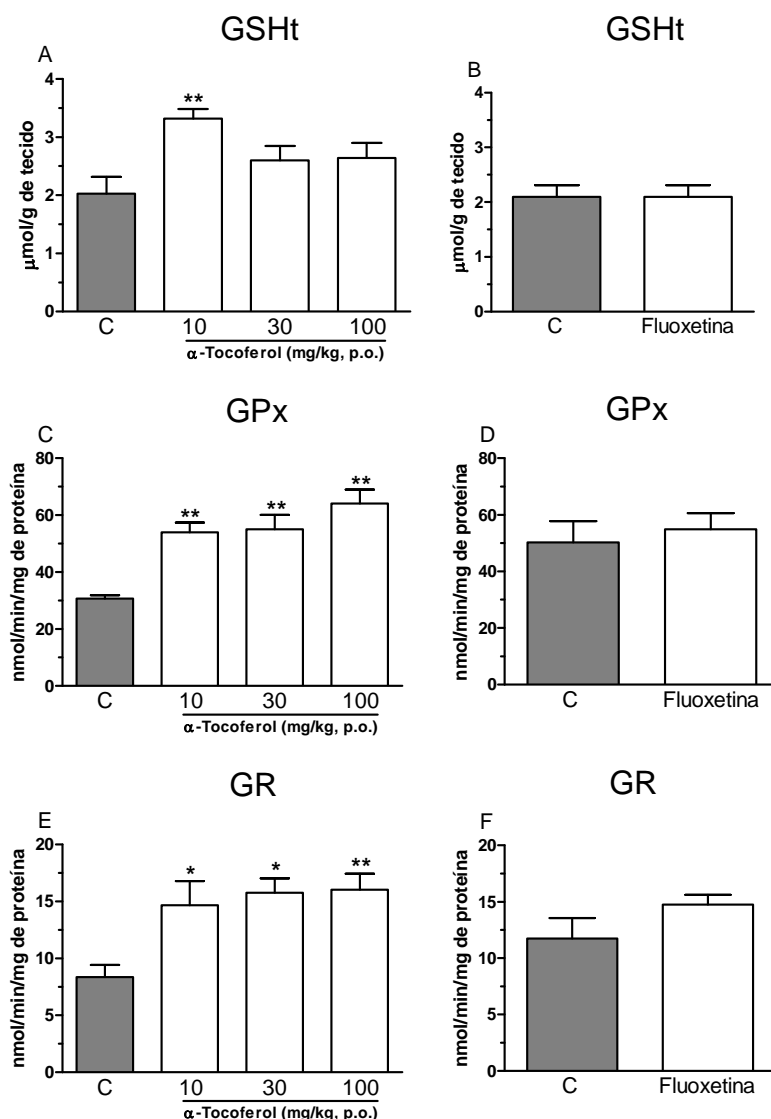 GSHt
A
4
3
2
1
0
µmol/g de tecido
**
C
10
30
100
α-Tocoferol (mg/kg, p.o.)
GSHt
B
4
3
2
1
0
µmol/g de tecido
C
Fluoxetina
GPx
C
80
60
40
20
0
nmol/min/mg de proteína
**
**
**
C
10
30
100
α-Tocoferol (mg/kg, p.o.)
GPx
D
80
60
40
20
0
nmol/min/mg de proteína
C
Fluoxetina
GR
E
20
15
10
5
0
nmol/min/mg de proteína
*
*
**
C
10
30
100
α-Tocoferol (mg/kg, p.o.)
GR
F
20
15
10
5
0
nmol/min/mg de proteína
C
Fluoxetina